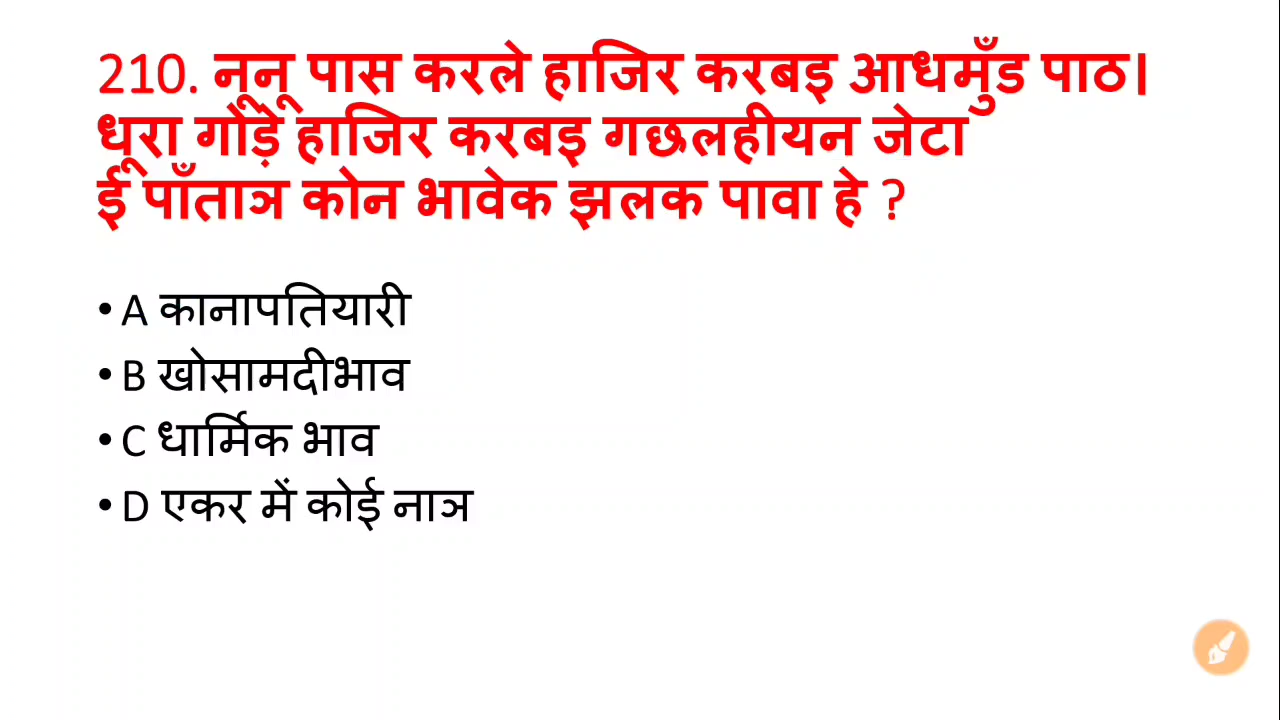 210. नूनू पास करले हाजिर करबइ आधमुँड पाठ।
धूरा गोड़े हाजिर करबइ गछलहीयन जेटा
ई पाँताञ कोन भावेक झलक पावा हे ?
• A कानापतियारी
• B खोसामदीभाव
• C धार्मिक भाव
• D एकर में कोई नाञ